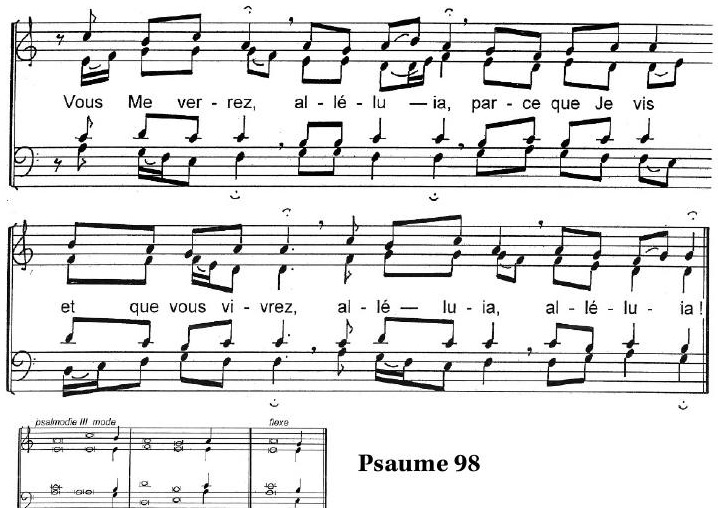 Vous Me ver - rez, al - lé - lu — ia, par - ce que Je vis
et que vous vi - vrez, al - lé — lu - ia, al - lé - lu - ia !
psalmodie III mode flexe
Psaume 98